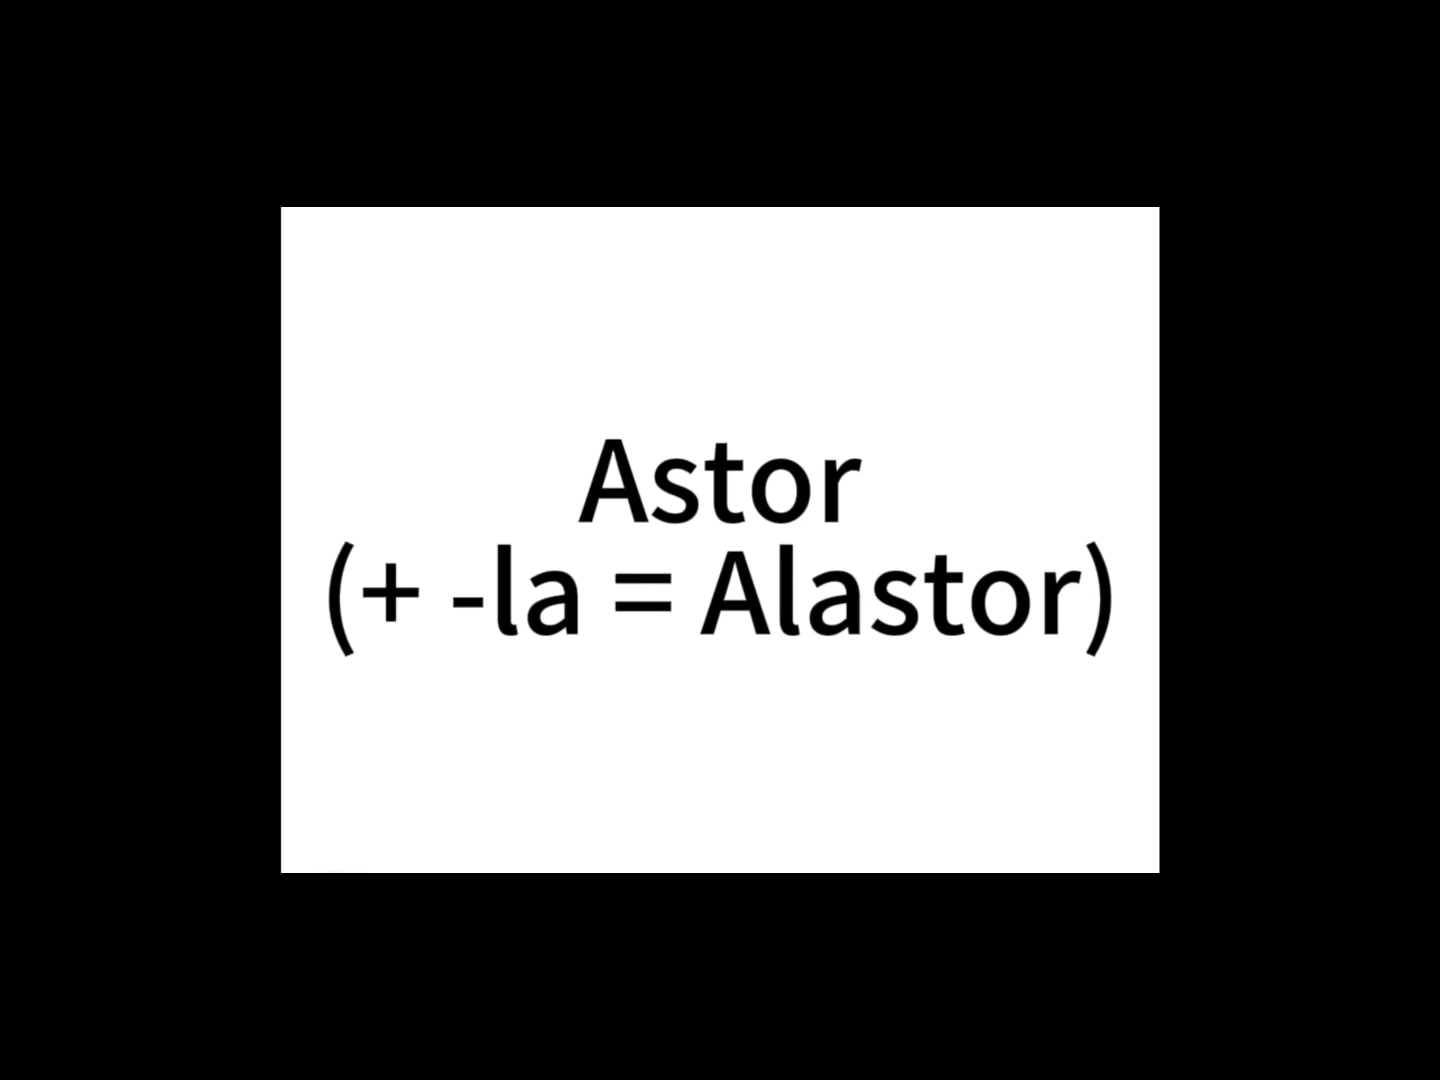 Astor
(+ -la = Alastor)